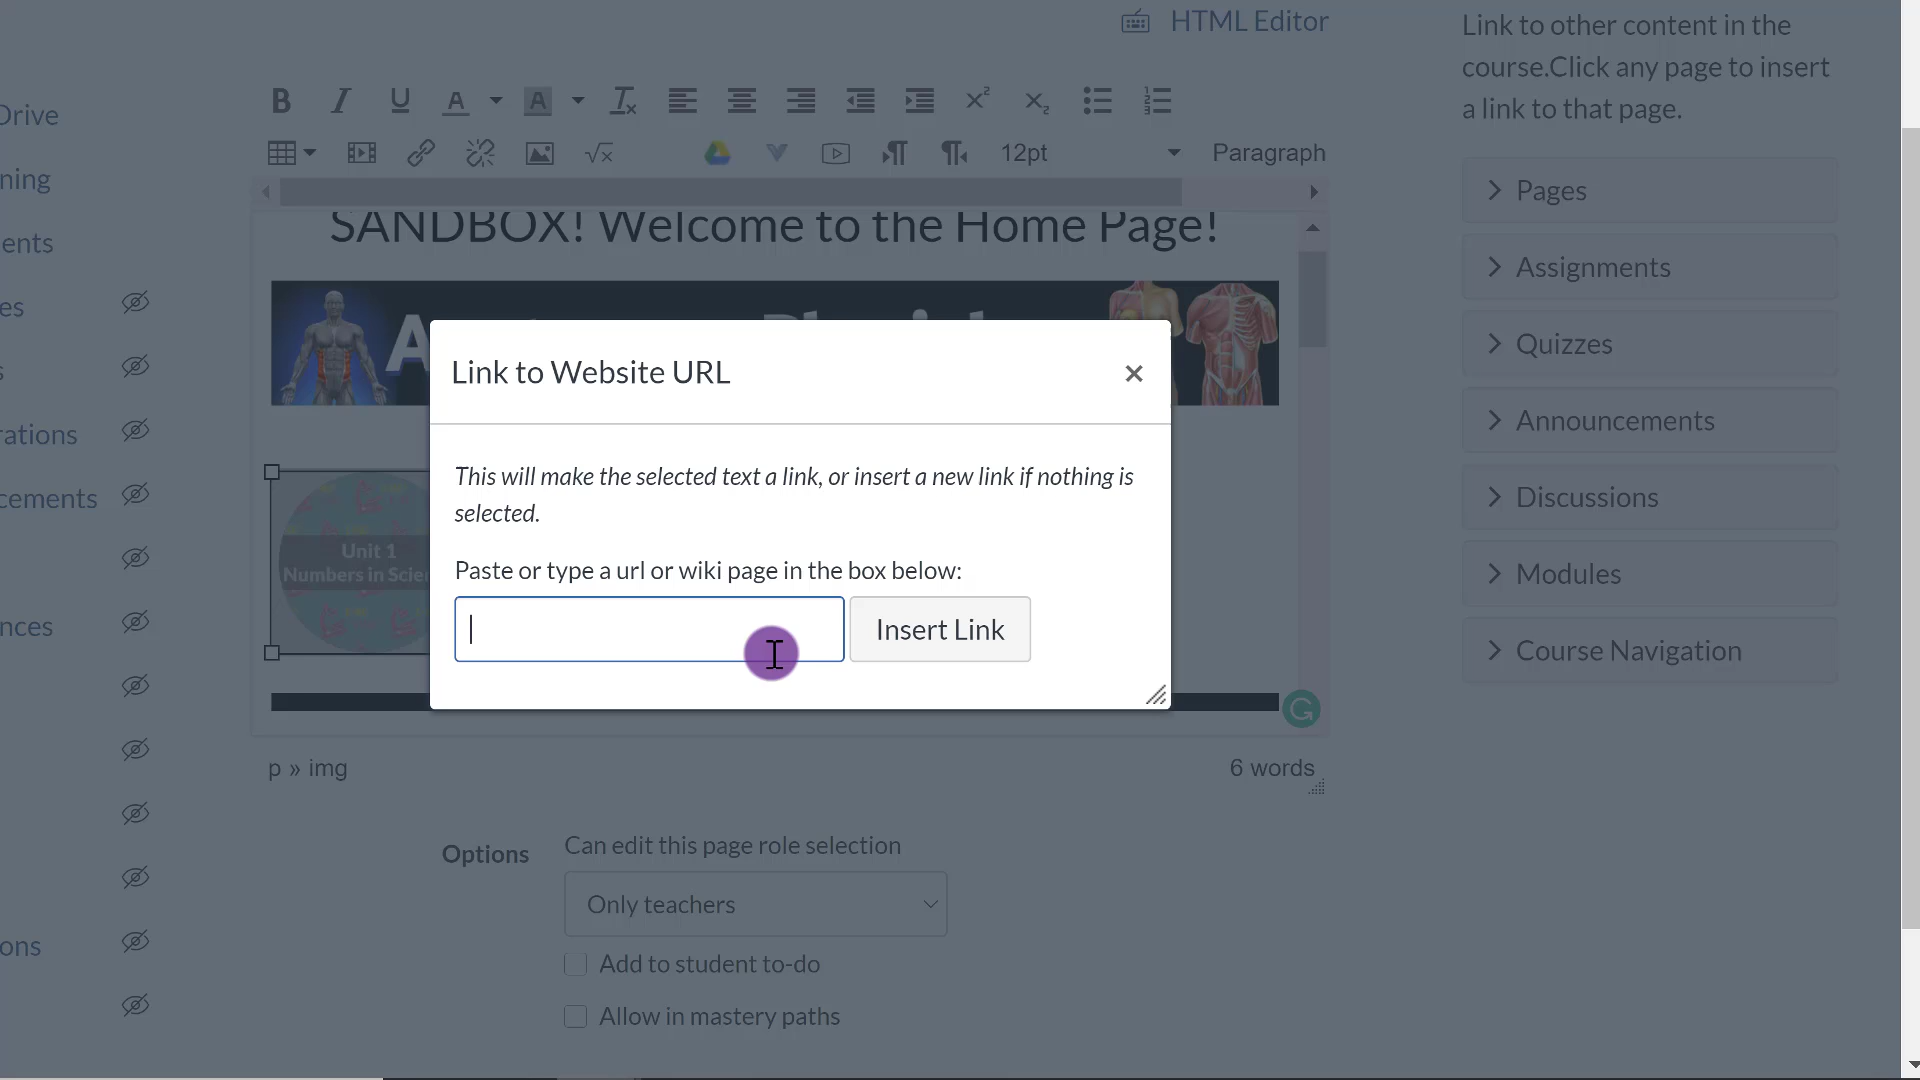 HTML Editor
Link to other content in the
course.Click any page to insert
a link to that page.
Drive
ning
ents
es
s
rations
cements
nces
ons
12pt
Paragraph
SANDBOX! Welcome to the Home Page!
Unit 1
Numbers in Scie
Link to Website URL
This will make the selected text a link, or insert a new link if nothing is
selected.
Paste or type a url or wiki page in the box below:
Insert Link
p » img
6 words
Options
Can edit this page role selection
Only teachers
Add to student to-do
Allow in mastery paths
Pages
Assignments
Quizzes
Announcements
Discussions
Modules
Course Navigation